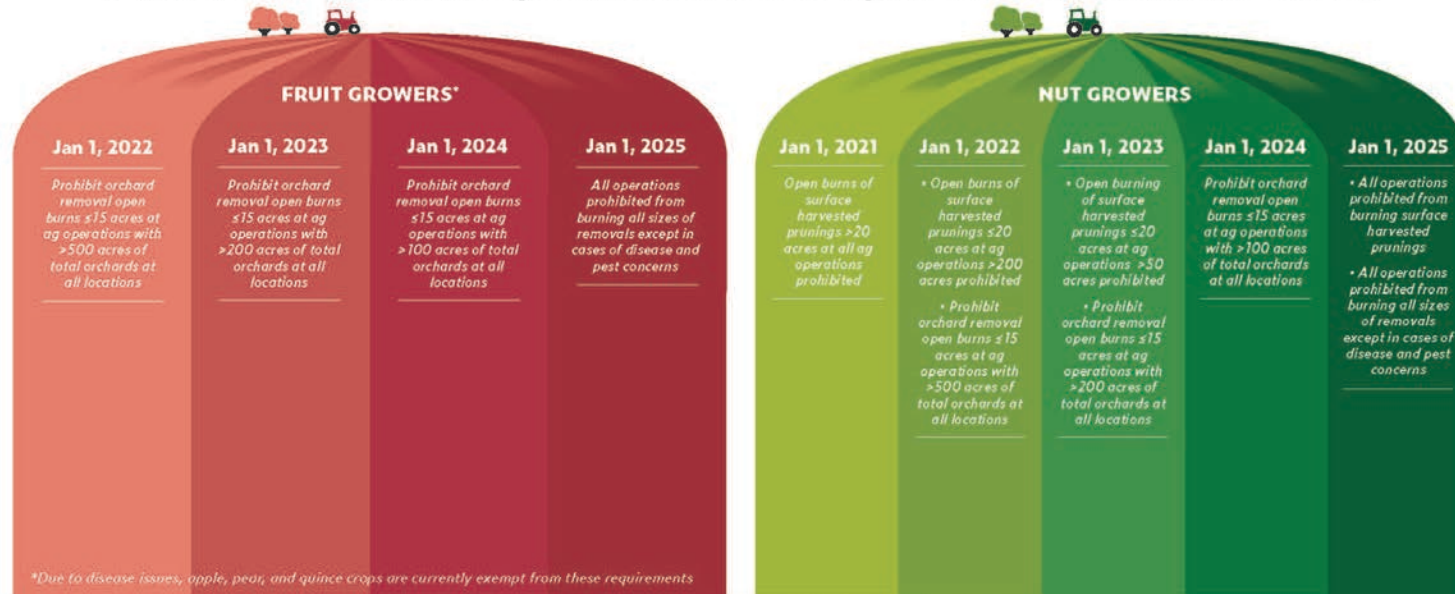 FRUIT GROWERS*
Jan 1, 2022
Prohibit orchard
removal open
burns ≤15 acres at
ag operations with
>500 acres of
total orchards at
all locations
Jan 1, 2023
Prohibit orchard
removal open burns
≤15 acres at ag
operations with
>200 acres of total
orchards at all
locations
Jan 1, 2024
Prohibit orchard
removal open burns
≤15 acres at ag
operations with
>100 acres of total
orchards at all
locations
Jan 1, 2025
All operations
prohibited from
burning all sizes of
removals except in
cases of disease and
pest concerns
*Due to disease issues, apple, pear, and quince crops are currently exempt from these requirements
NUT GROWERS
Jan 1, 2021
Open burns of
surface
harvested
prunings >20
acres at all ag
operations
prohibited
Jan 1, 2022
• Open burns of
surface
harvested
prunings ≤20
acres at ag
operations >200
acres prohibited
• Prohibit
orchard removal
open burns ≤15
acres at ag
operations with
>500 acres of
total orchards at
all locations
Jan 1, 2023
• Open burning
of surface
harvested
prunings ≤20
acres at ag
operations >50
acres prohibited
• Prohibit
orchard removal
open burns ≤15
acres at ag
operations with
>200 acres of
total orchards at
all locations
Jan 1, 2024
Prohibit orchard
removal open
burns ≤15 acres
at ag operations
with >100 acres
of total orchards
at all locations
Jan 1, 2025
• All operations
prohibited from
burning surface
harvested
prunings
• All operations
prohibited from
burning all sizes
of removals
except in cases of
disease and pest
concerns